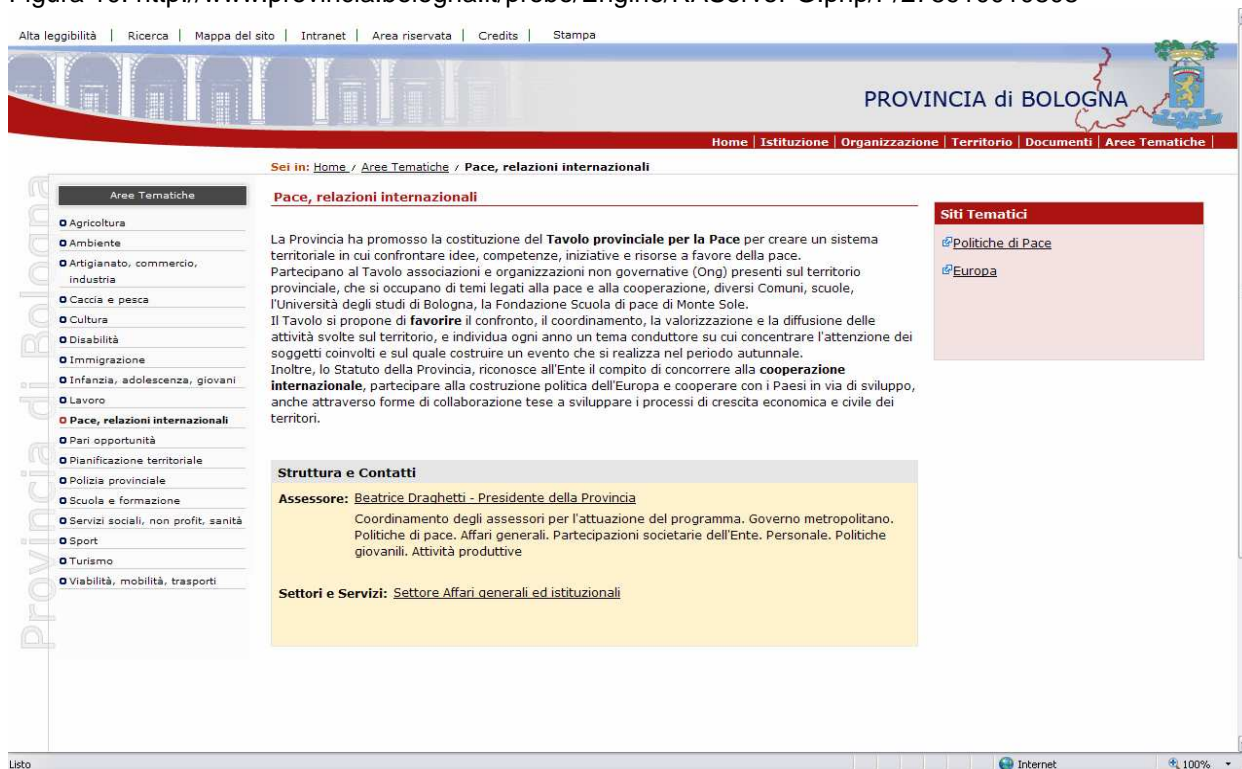 Alta leggibilità | Ricerca | Mappa del sito | Intranet | Area riservata | Credits | Stampa
PROVINCIA di BOLOGNA
Home | Istituzione | Organizzazione | Territorio | Documenti | Aree Tematiche |
Sei in: Home / Aree Tematiche / Pace, relazioni internazionali
Provincia di Bologna
Aree Tematiche
Agricoltura
Ambiente
Artigianato, commercio,
industria
Caccia e pesca
Cultura
Disabilità
Immigrazione
Infanzia, adolescenza, giovani
Lavoro
Pace, relazioni internazionali
Pari opportunità
Pianificazione territoriale
Polizia provinciale
Scuola e formazione
Servizi sociali, non profit, sanità
Sport
Turismo
Viabilità, mobilità, trasporti
Pace, relazioni internazionali
La Provincia ha promosso la costituzione del Tavolo provinciale per la Pace per creare un sistema
territoriale in cui confrontare idee, competenze, iniziative e risorse a favore della pace.
Partecipano al Tavolo associazioni e organizzazioni non governative (Ong) presenti sul territorio
provinciale, che si occupano di temi legati alla pace e alla cooperazione, diversi Comuni, scuole,
l'Università degli studi di Bologna, la Fondazione Scuola di pace di Monte Sole.
Il Tavolo si propone di favorire il confronto, il coordinamento, la valorizzazione e la diffusione delle
attività svolte sul territorio, e individua ogni anno un tema conduttore su cui concentrare l'attenzione dei
soggetti coinvolti e sul quale costruire un evento che si realizza nel periodo autunnale.
Inoltre, lo Statuto della Provincia, riconosce all'Ente il compito di concorrere alla cooperazione
internazionale, partecipare alla costruzione politica dell'Europa e cooperare con i Paesi in via di sviluppo,
anche attraverso forme di collaborazione tese a sviluppare i processi di crescita economica e civile dei
territori.
Struttura e Contatti
Assessore: Beatrice Draghetti - Presidente della Provincia
Coordinamento degli assessori per l'attuazione del programma. Governo metropolitano.
Politiche di pace. Affari generali. Partecipazioni societarie dell'Ente. Personale. Politiche
giovanili. Attività produttive
Settori e Servizi: Settore Affari generali ed istituzionali
Siti Tematici
Politiche di Pace
Europa
Listo
Internet
100%